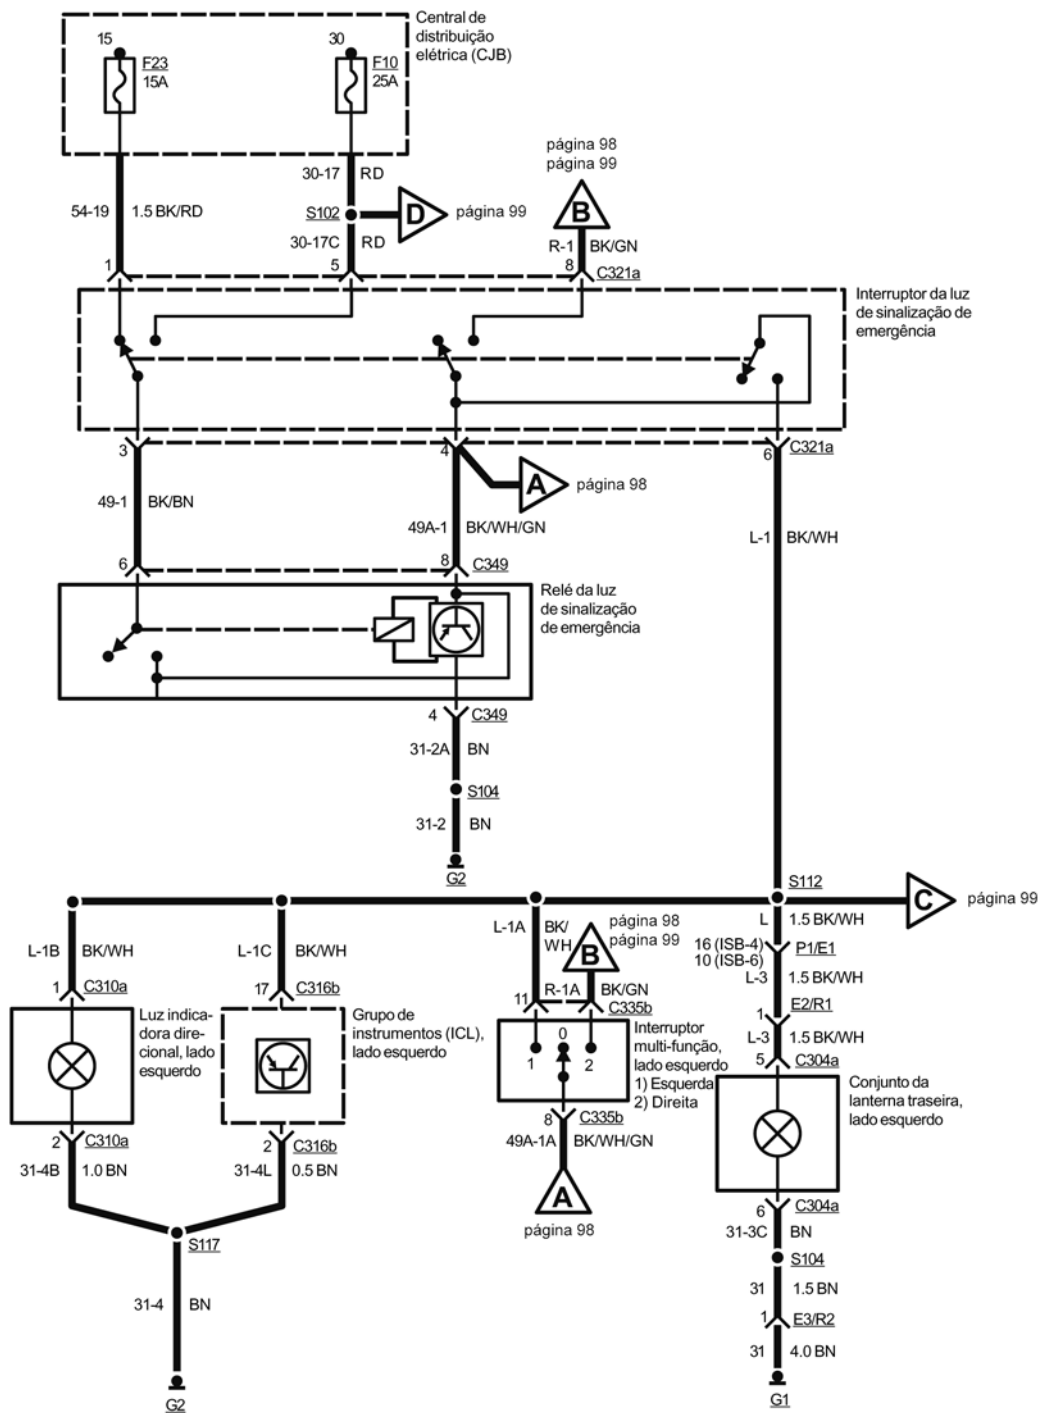 Central de
distribuição
elétrica (CJB)
15
30
F23
15A
F10
25A
30-17 RD
página 98
página 99
54-19 1.5 BK/RD
S102
D
página 99
B
30-17C RD
R-1 BK/GN
1
5
8
C321a
Interruptor da luz
de sinalização de
emergência
3
4
6
C321a
A
página 98
49-1 BK/BN
49A-1 BK/WH/GN
L-1 BK/WH
6
8
C349
Relé da luz
de sinalização
de emergência
4
C349
31-2A BN
S104
31-2 BN
G2
S112
C
página 99
L-1B BK/WH
L-1C BK/WH
L-1A BK/
WH
página 98
página 99
B
L 1.5 BK/WH
16 (ISB-4)
10 (ISB-6)
P1/E1
L-3 1.5 BK/WH
1 C310a
17 C316b
11
R-1A BK/GN
C335b
1 E2/R1
L-3 1.5 BK/WH
5 C304a
Luz indica-
dora dire-
cional, lado
esquerdo
Grupo de
instrumentos (ICL),
lado esquerdo
0
1
2
Interruptor
multi-função,
lado esquerdo
1) Esquerda
2) Direita
Conjunto da
lanterna traseira,
lado esquerdo
2 C310a
2 C316b
8 C335b
31-4B 1.0 BN
31-4L 0.5 BN
49A-1A BK/WH/GN
A
página 98
6 C304a
31-3C BN
S117
S104
31-4 BN
31 1.5 BN
1 E3/R2
31 4.0 BN
G2
G1